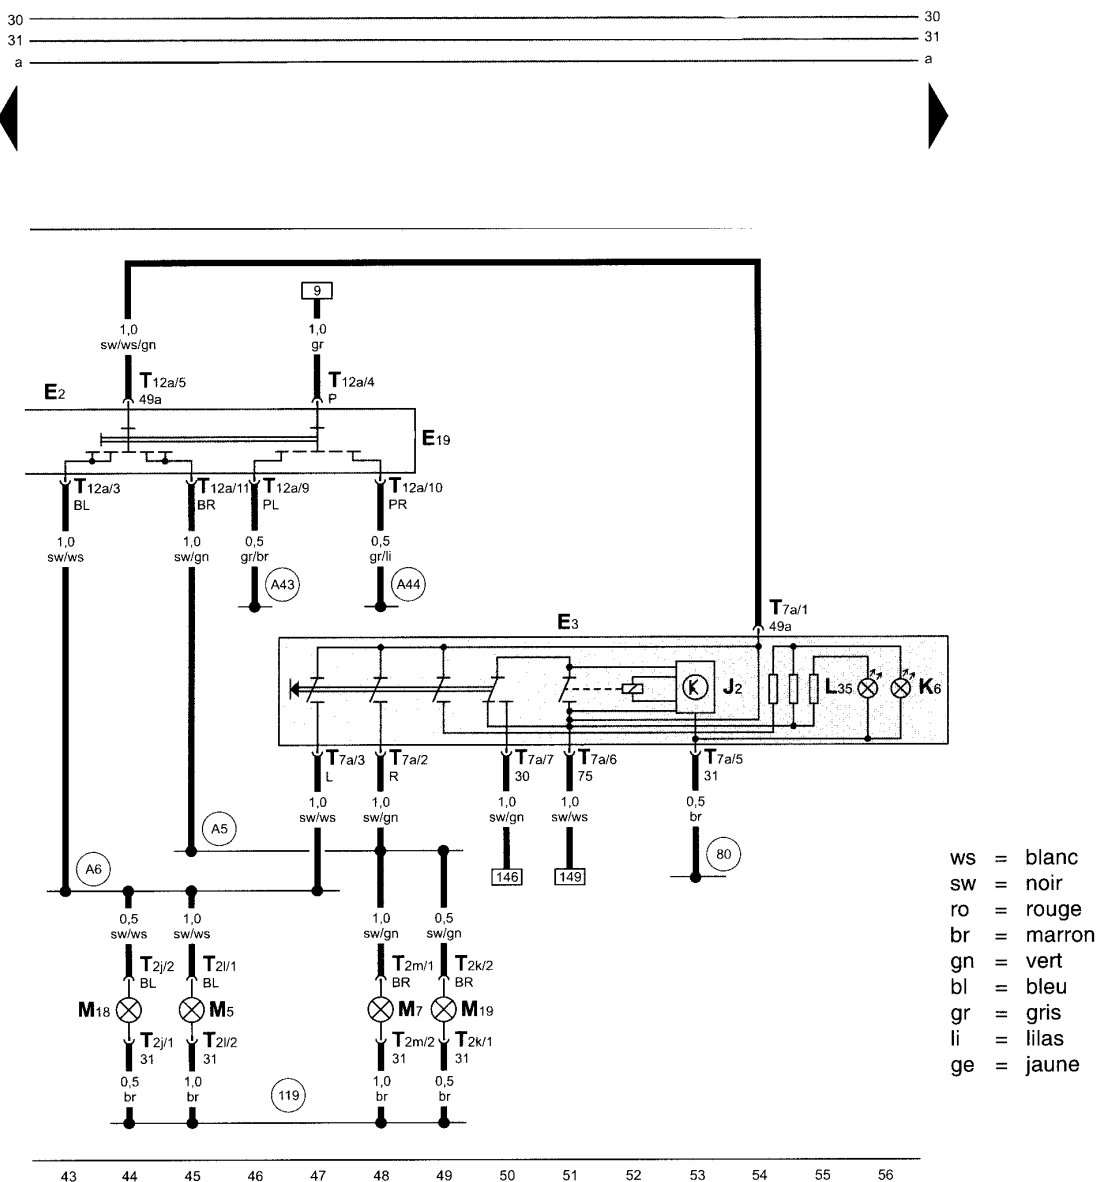 30 30
31 31
a a
9
1,0 1,0
sw/ws/gn gr
T12a/5 T12a/4
E2 49a P
E19
T12a/3 T12a/11 T12a/9 T12a/10
BL BR PL PR
1,0 1,0 0,5 0,5
sw/ws sw/gn gr/br gr/li
A43 A44
T7a/1
E3 49a
J2 L35 K6
T7a/3 T7a/2 T7a/7 T7a/6 T7a/5
L R 30 75 31
1,0 1,0 1,0 1,0 0,5
sw/ws sw/gn sw/gn sw/ws br
A5
80
A6 146 149
0,5 1,0 1,0 0,5
sw/ws sw/ws sw/gn sw/gn
T2j/2 T2l/1 T2m/1 T2k/2
BL BL BR BR
M18 M5 M7 M19
T2j/1 T2l/2 T2m/2 T2k/1
31 31 31 31
0,5 1,0 1,0 0,5
br br br br
119
43 44 45 46 47 48 49 50 51 52 53 54 55 56
ws = blanc
sw = noir
ro = rouge
br = marron
gn = vert
bl = bleu
gr = gris
li = lilas
ge = jaune